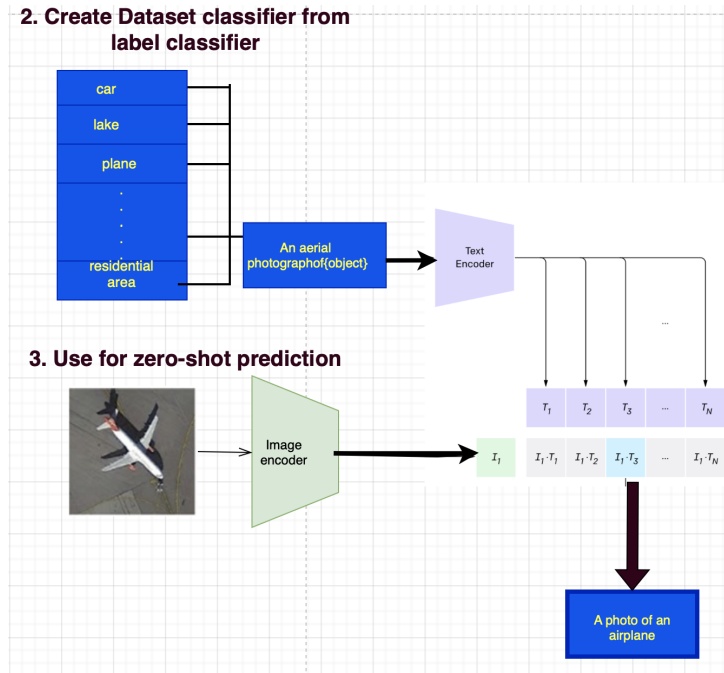 2. Create Dataset classifier from
label classifier
car
lake
plane
.
.
.
.
.
residential
area
An aerial
photographof{object}
Text
Encoder
...
3. Use for zero-shot prediction
T1 T2 T3 ... TN
Image
encoder
I1
I1·T1 I1·T2 I1·T3 ... I1·TN
A photo of an
airplane